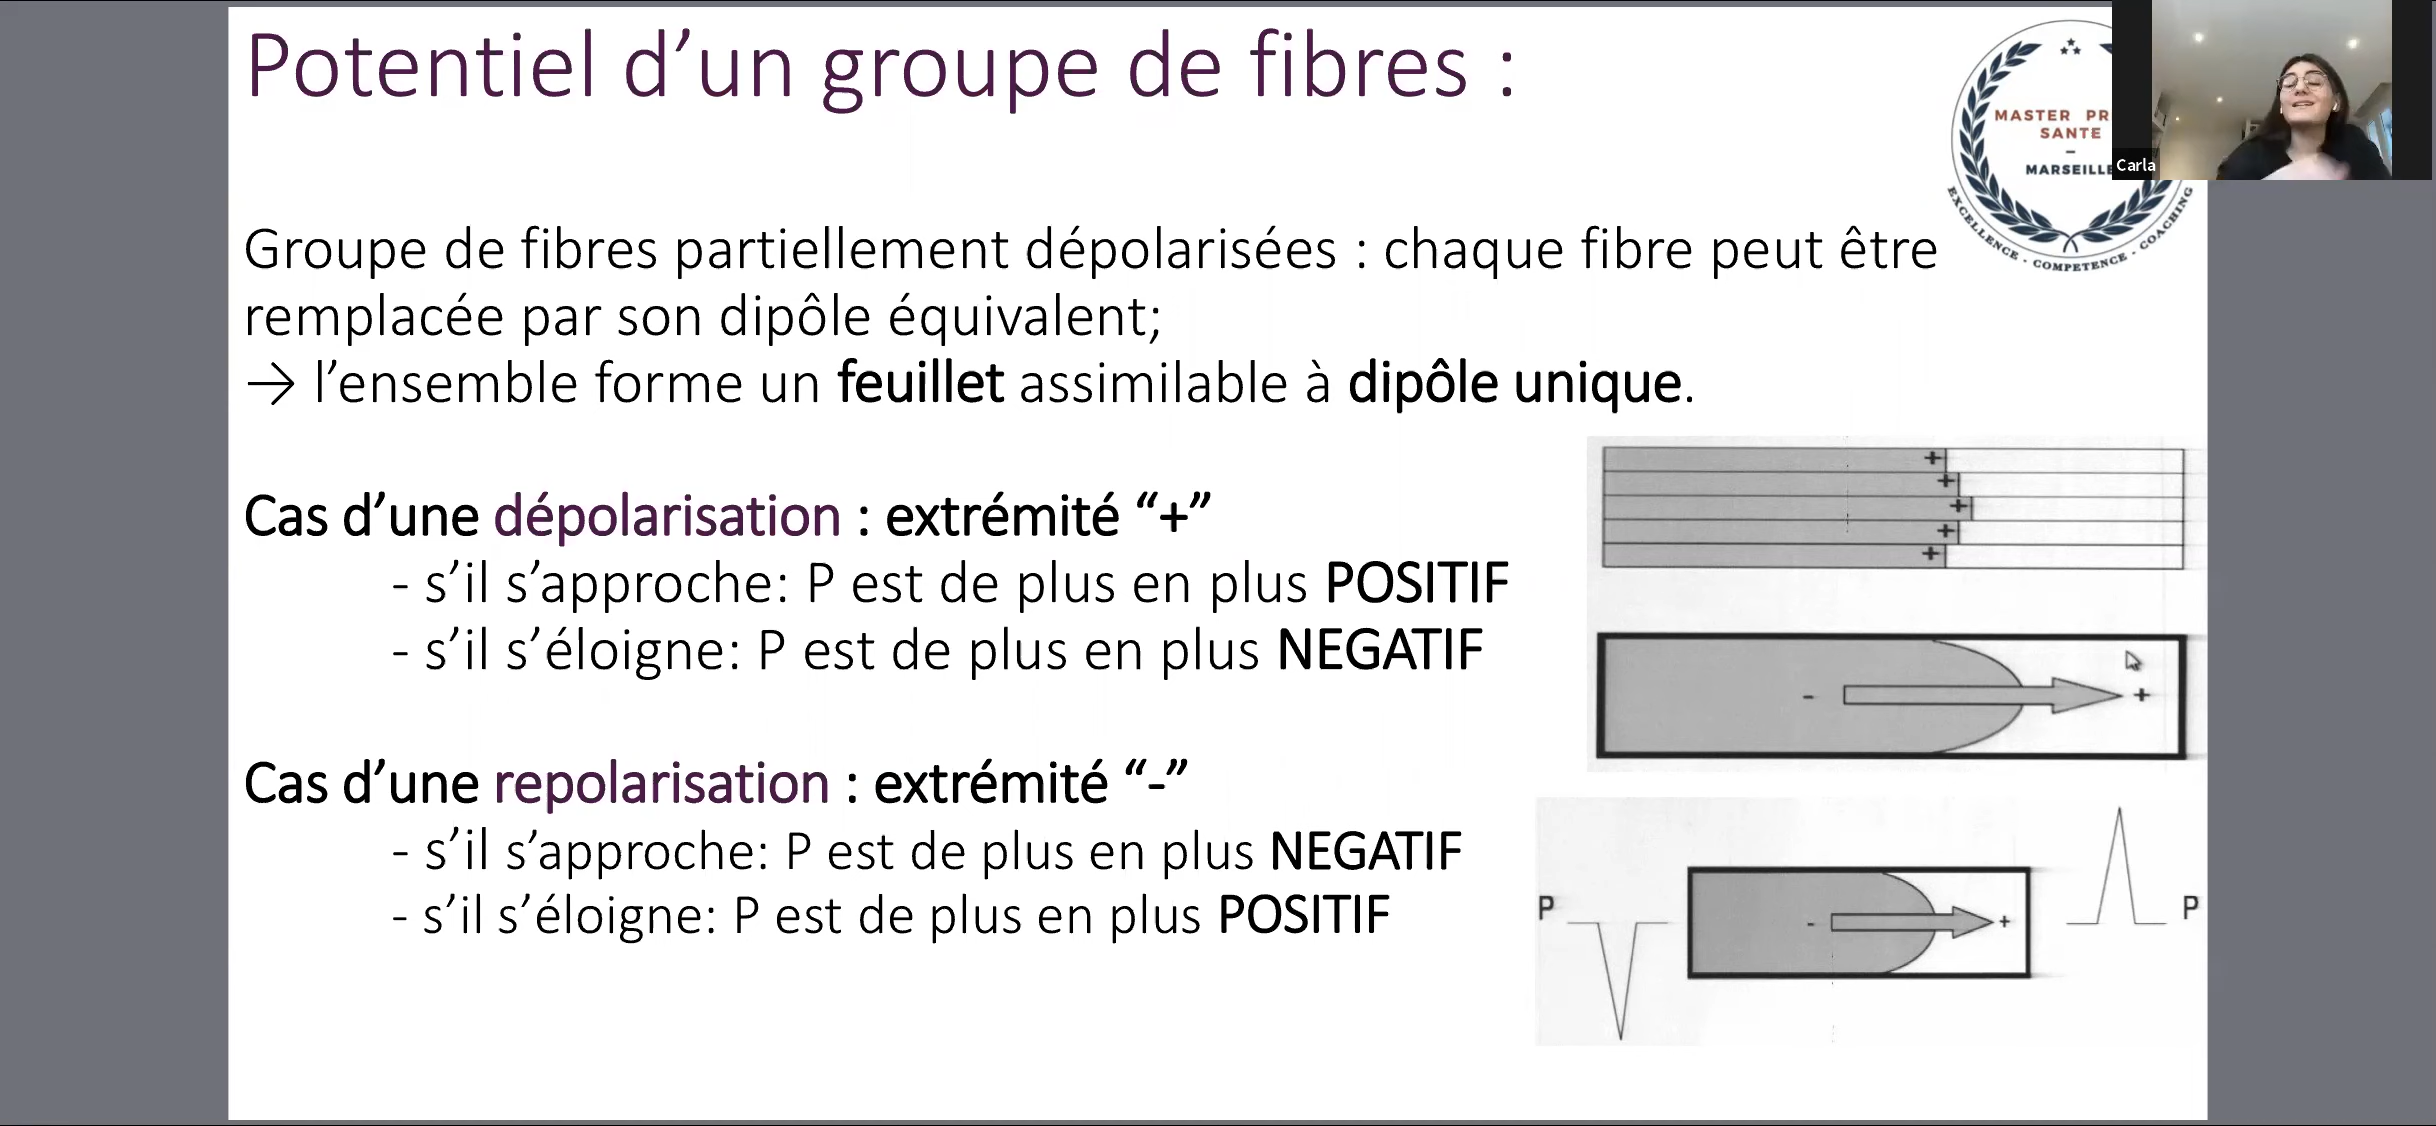 Potentiel d’un groupe de fibres :
MASTER PR
SANTE
–
MARSEILLE
EXCELLENCE - COMPETENCE - COACHING
Carla
Groupe de fibres partiellement dépolarisées : chaque fibre peut être
remplacée par son dipôle équivalent;
→ l’ensemble forme un feuillet assimilable à dipôle unique.
Cas d’une dépolarisation : extrémité “+”
- s’il s’approche: P est de plus en plus POSITIF
- s’il s’éloigne: P est de plus en plus NEGATIF
Cas d’une repolarisation : extrémité “-”
- s’il s’approche: P est de plus en plus NEGATIF
- s’il s’éloigne: P est de plus en plus POSITIF
+
+
+
+
+
- +
P - + P